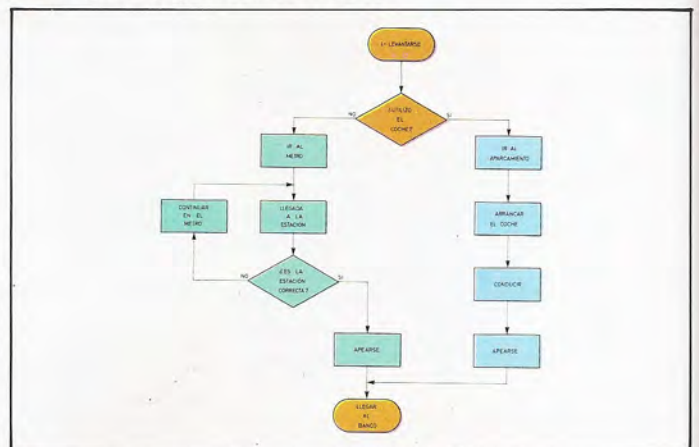 1-LEVANTARSE
¿UTILIZO
EL
COCHE?
NO
SI
IR AL
METRO
IR AL
APARCAMIENTO
CONTINUAR
EN EL
METRO
LLEGADA
A LA
ESTACION
ARRANCAR
EL COCHE
¿ES LA
ESTACION
CORRECTA?
NO
SI
CONDUCIR
APEARSE
APEARSE
LLEGAR
AL
BANCO